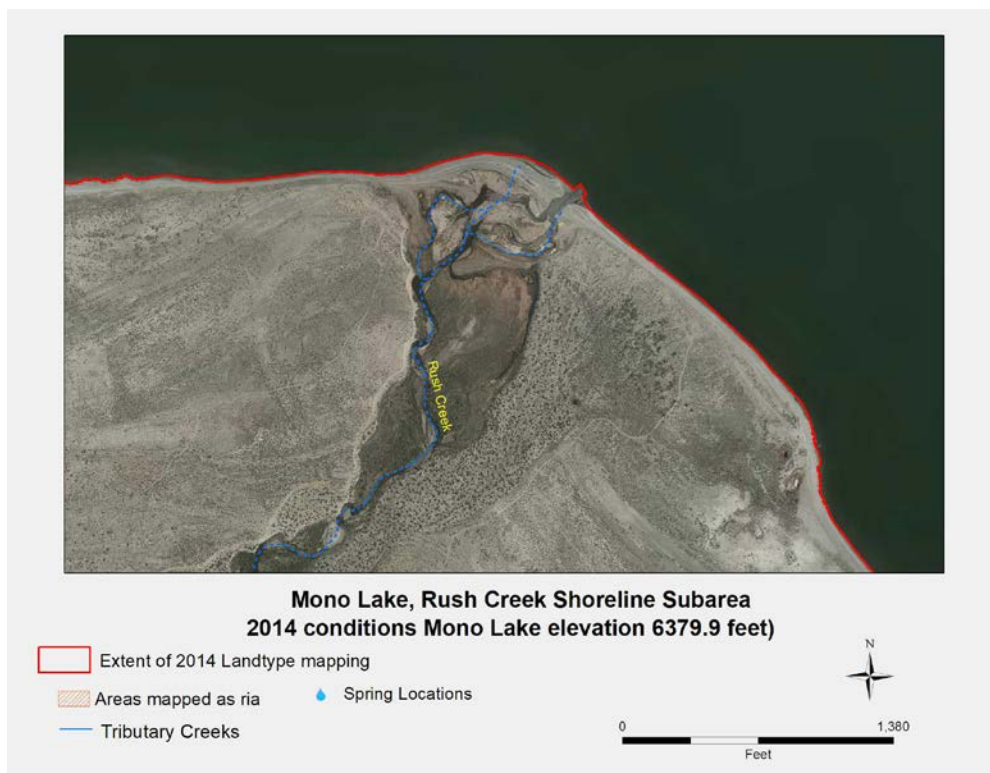 Rush Creek
Mono Lake, Rush Creek Shoreline Subarea
2014 conditions Mono Lake elevation 6379.9 feet)
Extent of 2014 Landtype mapping
Areas mapped as ria
Spring Locations
Tributary Creeks
N
0 1,380
Feet